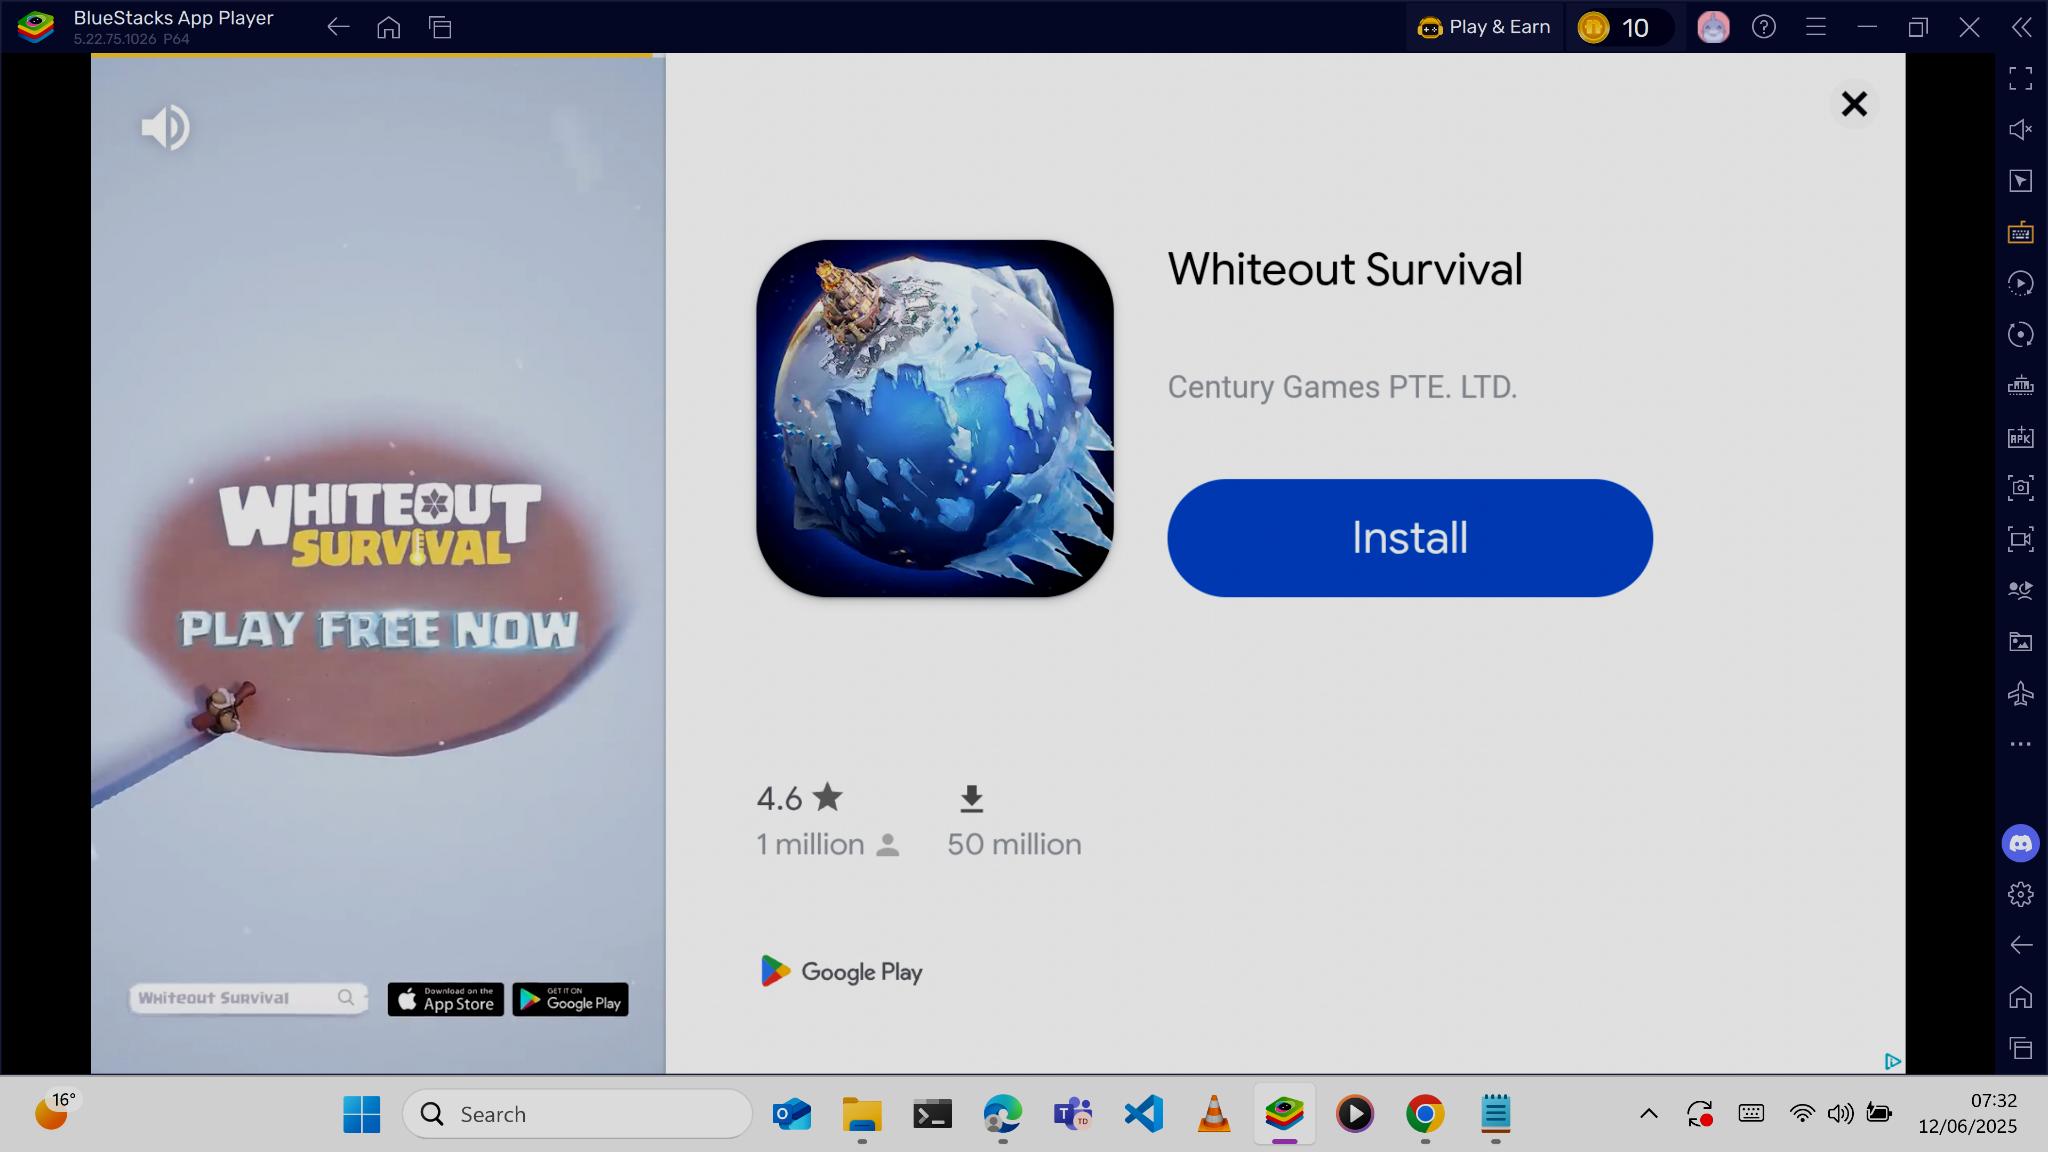 BlueStacks App Player
5.22.75.1026 P64
Play & Earn
10
WHITEOUT
SURVIVAL
PLAY FREE NOW
Whiteout Survival
Download on the
App Store
GET IT ON
Google Play
Whiteout Survival
Century Games PTE. LTD.
Install
4.6
1 million
50 million
Google Play
APK
16°
Search
TD
07:32
12/06/2025